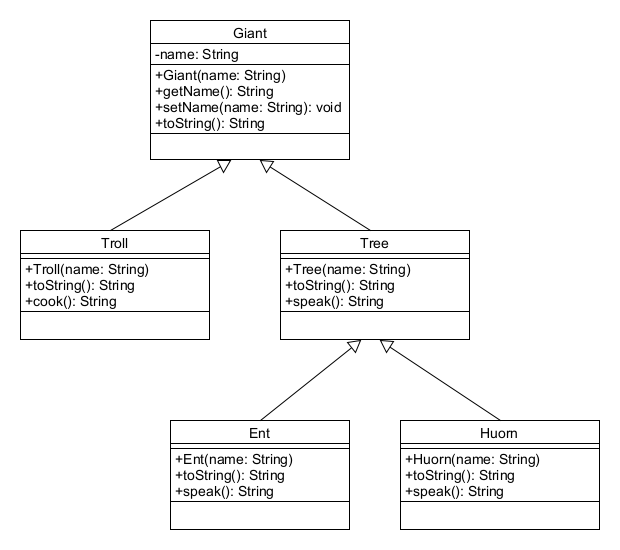 Giant
-name: String
+Giant(name: String)
+getName(): String
+setName(name: String): void
+toString(): String
Troll
+Troll(name: String)
+toString(): String
+cook(): String
Tree
+Tree(name: String)
+toString(): String
+speak(): String
Ent
+Ent(name: String)
+toString(): String
+speak(): String
Huorn
+Huorn(name: String)
+toString(): String
+speak(): String